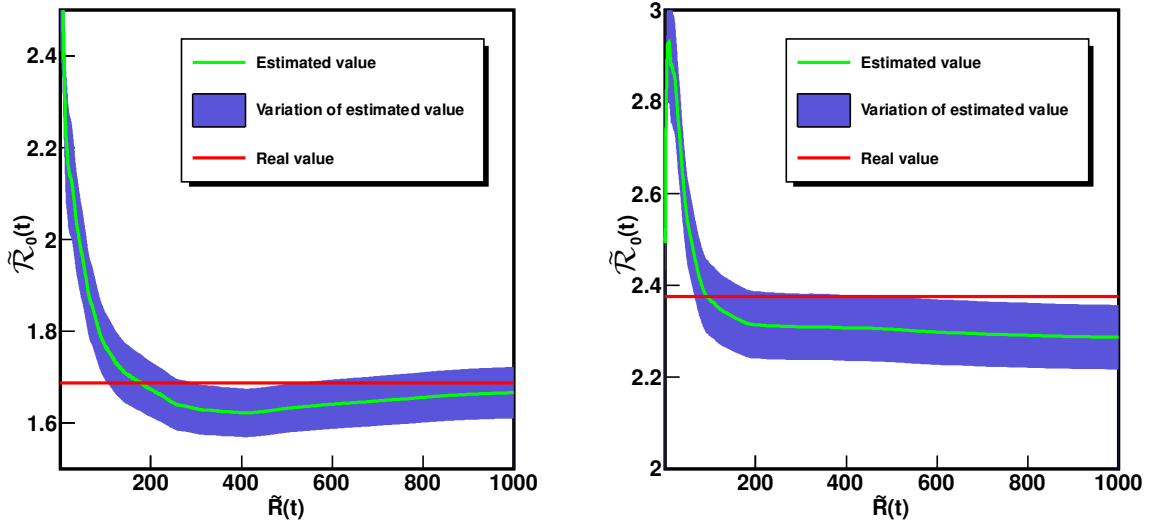 2.4
2.2
2
1.8
1.6
200
400
600
800
1000
R̃(t)
ℛ̃₀(t)
Estimated value
Variation of estimated value
Real value
3
2.8
2.6
2.4
2.2
2
200
400
600
800
1000
R̃(t)
ℛ̃₀(t)
Estimated value
Variation of estimated value
Real value